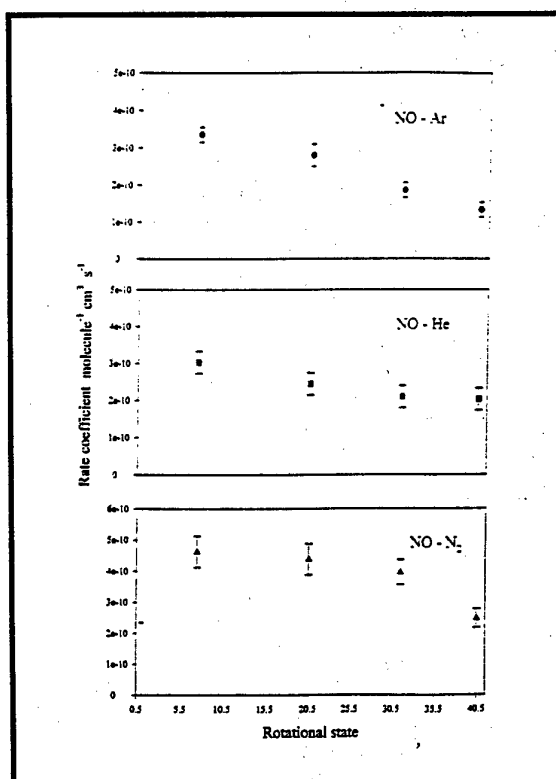 5e-10
4e-10
3e-10
2e-10
1e-10
0
NO - Ar
5e-10
3e-10
2e-10
1e-10
0
NO - He
6e-10
5e-10
4e-10
3e-10
2e-10
1e-10
0
NO - N₂
0.5 5.5 10.5 15.5 20.5 25.5 30.5 35.5 40.5
Rotational state
Rate coefficient molecule⁻¹ cm³ s⁻¹